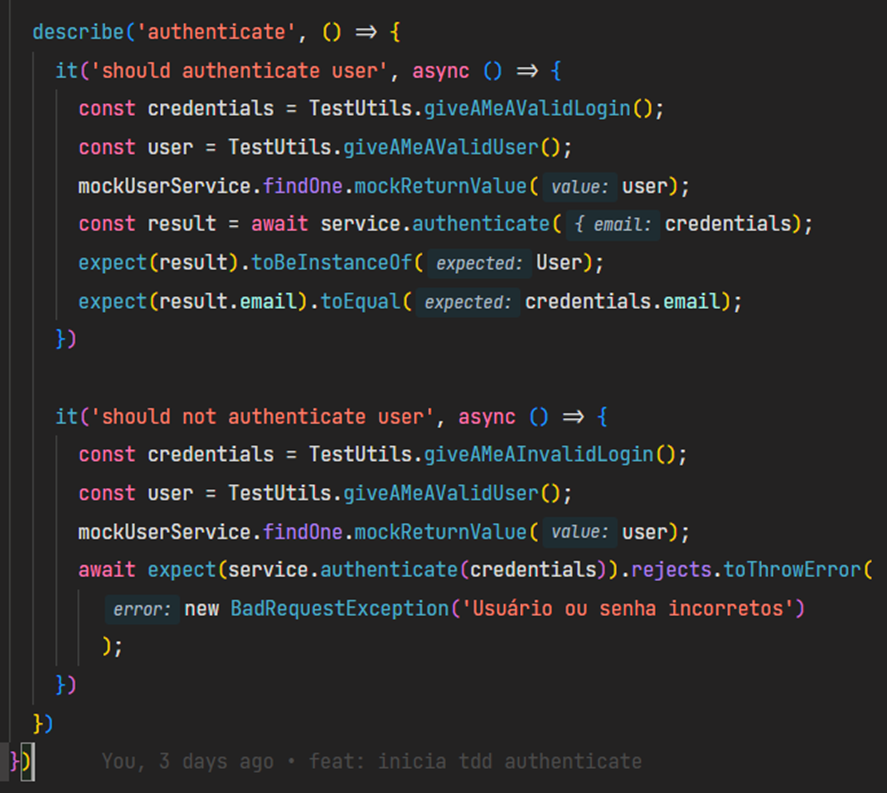 describe('authenticate', () => {
it('should authenticate user', async () => {
const credentials = TestUtils.giveAMeAValidLogin();
const user = TestUtils.giveAMeAValidUser();
mockUserService.findOne.mockReturnValue( value: user);
const result = await service.authenticate( { email: credentials);
expect(result).toBeInstanceOf( expected: User);
expect(result.email).toEqual( expected: credentials.email);
})
it('should not authenticate user', async () => {
const credentials = TestUtils.giveAMeAInvalidLogin();
const user = TestUtils.giveAMeAValidUser();
mockUserService.findOne.mockReturnValue( value: user);
await expect(service.authenticate(credentials)).rejects.toThrowError(
error: new BadRequestException('Usuário ou senha incorretos')
);
})
})
}) You, 3 days ago • feat: inicia tdd authenticate